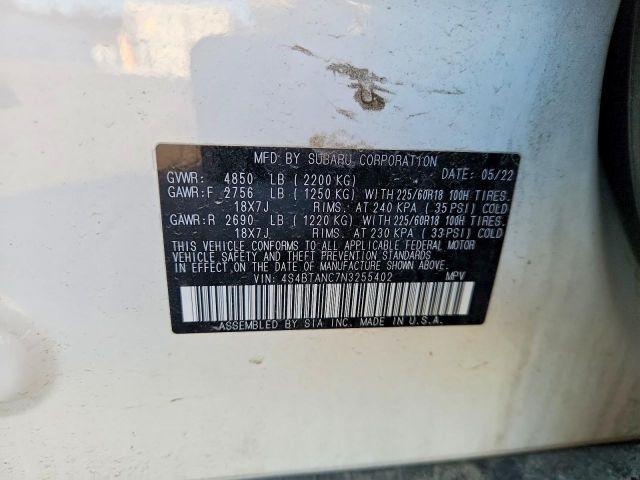 MFD BY SUBARU CORPORATION DATE: 05/22
GVWR: 4850 LB (2200 KG)
GAWR:F 2756 LB (1250 KG) WITH 225/60R18 100H TIRES.
18X7J RIMS. AT 240 KPA (35 PSI) COLD
GAWR:R 2690 LB (1220 KG) WITH 225/60R18 100H TIRES.
18X7J RIMS. AT 230 KPA (33 PSI) COLD
THIS VEHICLE CONFORMS TO ALL APPLICABLE FEDERAL MOTOR
VEHICLE SAFETY, BUMPER, AND THEFT PREVENTION STANDARDS
IN EFFECT ON THE DATE OF MANUFACTURE SHOWN ABOVE.
VIN: 4S4BTANC7N3255402 MPV
ASSEMBLED BY SIA INC. MADE IN U.S.A.